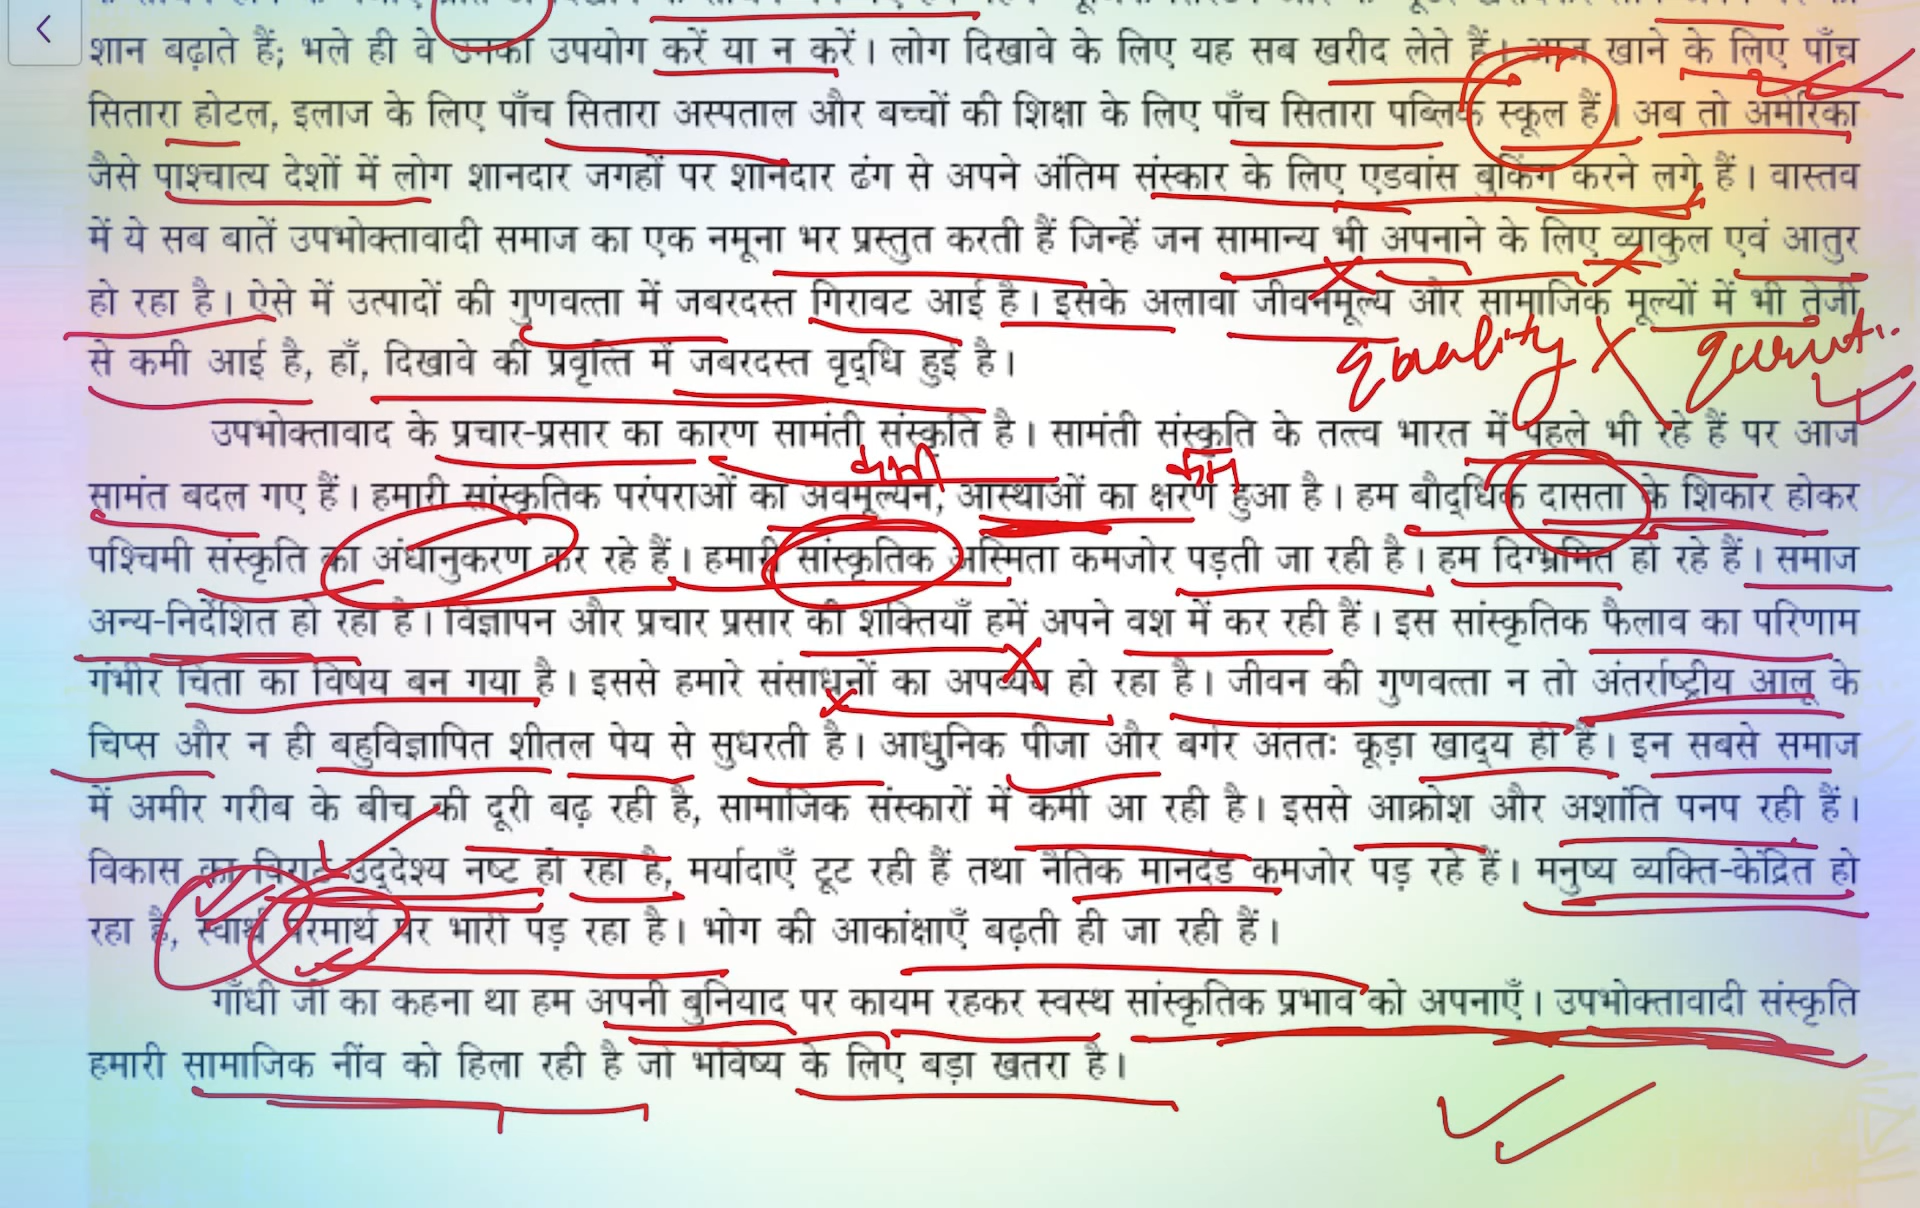 शान बढ़ाते हैं; भले ही वे उनका उपयोग करें या न करें। लोग दिखावे के लिए यह सब खरीद लेते हैं। आज खाने के लिए पाँच
सितारा होटल, इलाज के लिए पाँच सितारा अस्पताल और बच्चों की शिक्षा के लिए पाँच सितारा पब्लिक स्कूल हैं। अब तो अमेरिका
जैसे पाश्चात्य देशों में लोग शानदार जगहों पर शानदार ढंग से अपने अंतिम संस्कार के लिए एडवांस बुकिंग करने लगे हैं। वास्तव
में ये सब बातें उपभोक्तावादी समाज का एक नमूना भर प्रस्तुत करती हैं जिन्हें जन सामान्य भी अपनाने के लिए व्याकुल एवं आतुर
हो रहा है। ऐसे में उत्पादों की गुणवत्ता में जबरदस्त गिरावट आई है। इसके अलावा जीवनमूल्य और सामाजिक मूल्यों में भी तेजी
से कमी आई है, हाँ, दिखावे की प्रवृत्ति में जबरदस्त वृद्धि हुई है।
quality
उपभोक्तावाद के प्रचार-प्रसार का कारण सामंती संस्कृति है। सामंती संस्कृति के तत्त्व भारत में पहले भी रहे हैं पर आज
कमी कम
सामंत बदल गए हैं। हमारी सांस्कृतिक परंपराओं का अवमूल्यन, आस्थाओं का क्षरण हुआ है। हम बौद्धिक दासता के शिकार होकर
पश्चिमी संस्कृति का अंधानुकरण कर रहे हैं। हमारी सांस्कृतिक अस्मिता कमजोर पड़ती जा रही है। हम दिग्भ्रमित हो रहे हैं। समाज
अन्य-निर्देशित हो रहा है। विज्ञापन और प्रचार प्रसार की शक्तियाँ हमें अपने वश में कर रही हैं। इस सांस्कृतिक फैलाव का परिणाम
गंभीर चिंता का विषय बन गया है। इससे हमारे संसाधनों का अपव्यय हो रहा है। जीवन की गुणवत्ता न तो अंतर्राष्ट्रीय आलू के
चिप्स और न ही बहुविज्ञापित शीतल पेय से सुधरती है। आधुनिक पीजा और बर्गर अंततः कूड़ा खाद्य ही हैं। इन सबसे समाज
में अमीर गरीब के बीच की दूरी बढ़ रही है, सामाजिक संस्कारों में कमी आ रही है। इससे आक्रोश और अशांति पनप रही हैं।
विकास का विराट उद्देश्य नष्ट हो रहा है, मर्यादाएँ टूट रही हैं तथा नैतिक मानदंड कमजोर पड़ रहे हैं। मनुष्य व्यक्ति-केंद्रित हो
रहा है, स्वार्थ परमार्थ पर भारी पड़ रहा है। भोग की आकांक्षाएँ बढ़ती ही जा रही हैं।
गाँधी जी का कहना था हम अपनी बुनियाद पर कायम रहकर स्वस्थ सांस्कृतिक प्रभाव को अपनाएँ। उपभोक्तावादी संस्कृति
हमारी सामाजिक नींव को हिला रही है जो भविष्य के लिए बड़ा खतरा है।